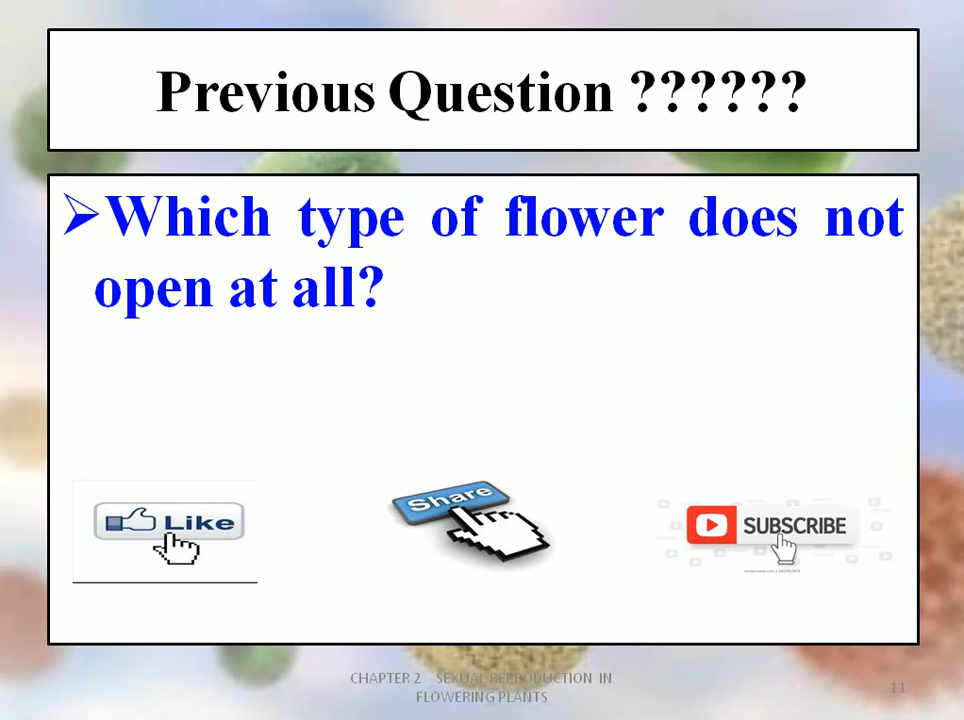 Previous Question ??????
➢Which type of flower does not
open at all?
Like
Share
SUBSCRIBE
CHAPTER 2 SEXUAL REPRODUCTION IN
FLOWERING PLANTS
11